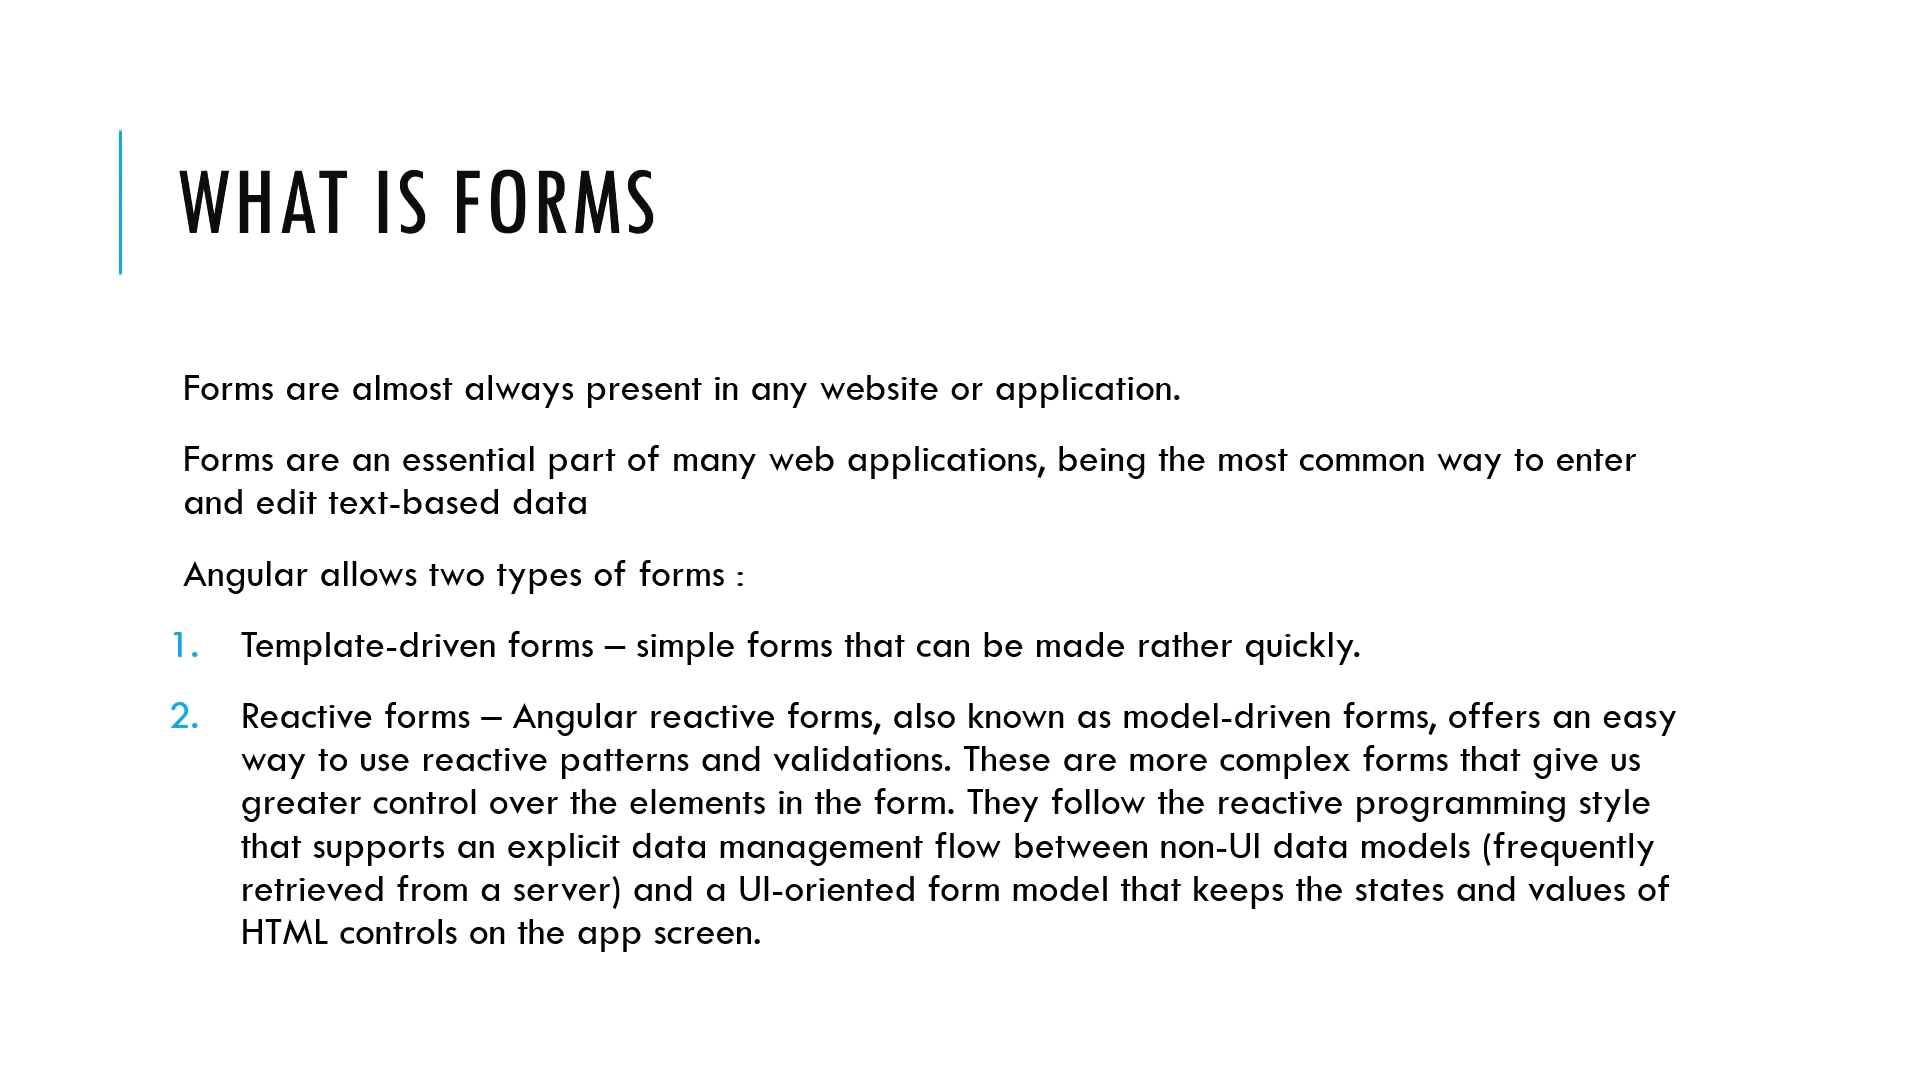 WHAT IS FORMS
Forms are almost always present in any website or application.
Forms are an essential part of many web applications, being the most common way to enter
and edit text-based data
Angular allows two types of forms :
1. Template-driven forms – simple forms that can be made rather quickly.
2. Reactive forms – Angular reactive forms, also known as model-driven forms, offers an easy
way to use reactive patterns and validations. These are more complex forms that give us
greater control over the elements in the form. They follow the reactive programming style
that supports an explicit data management flow between non-UI data models (frequently
retrieved from a server) and a UI-oriented form model that keeps the states and values of
HTML controls on the app screen.